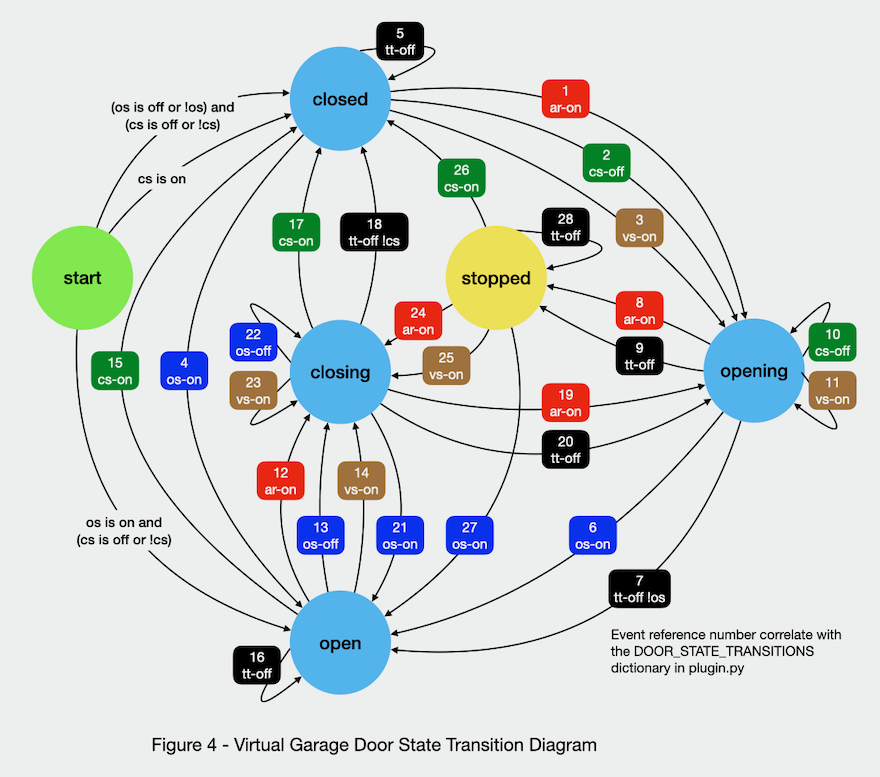 5
tt-off
closed
1
ar-on
(os is off or !os) and
(cs is off or !cs)
2
cs-off
cs is on
26
cs-on
3
vs-on
17
cs-on
18
tt-off !cs
28
tt-off
start
stopped
24
ar-on
8
ar-on
22
os-off
9
tt-off
10
cs-off
15
cs-on
4
os-on
closing
25
vs-on
opening
23
vs-on
11
vs-on
19
ar-on
20
tt-off
12
ar-on
14
vs-on
os is on and
(cs is off or !cs)
13
os-off
21
os-on
27
os-on
6
os-on
7
tt-off !os
open
16
tt-off
Event reference number correlate with
the DOOR_STATE_TRANSITIONS
dictionary in plugin.py
Figure 4 - Virtual Garage Door State Transition Diagram